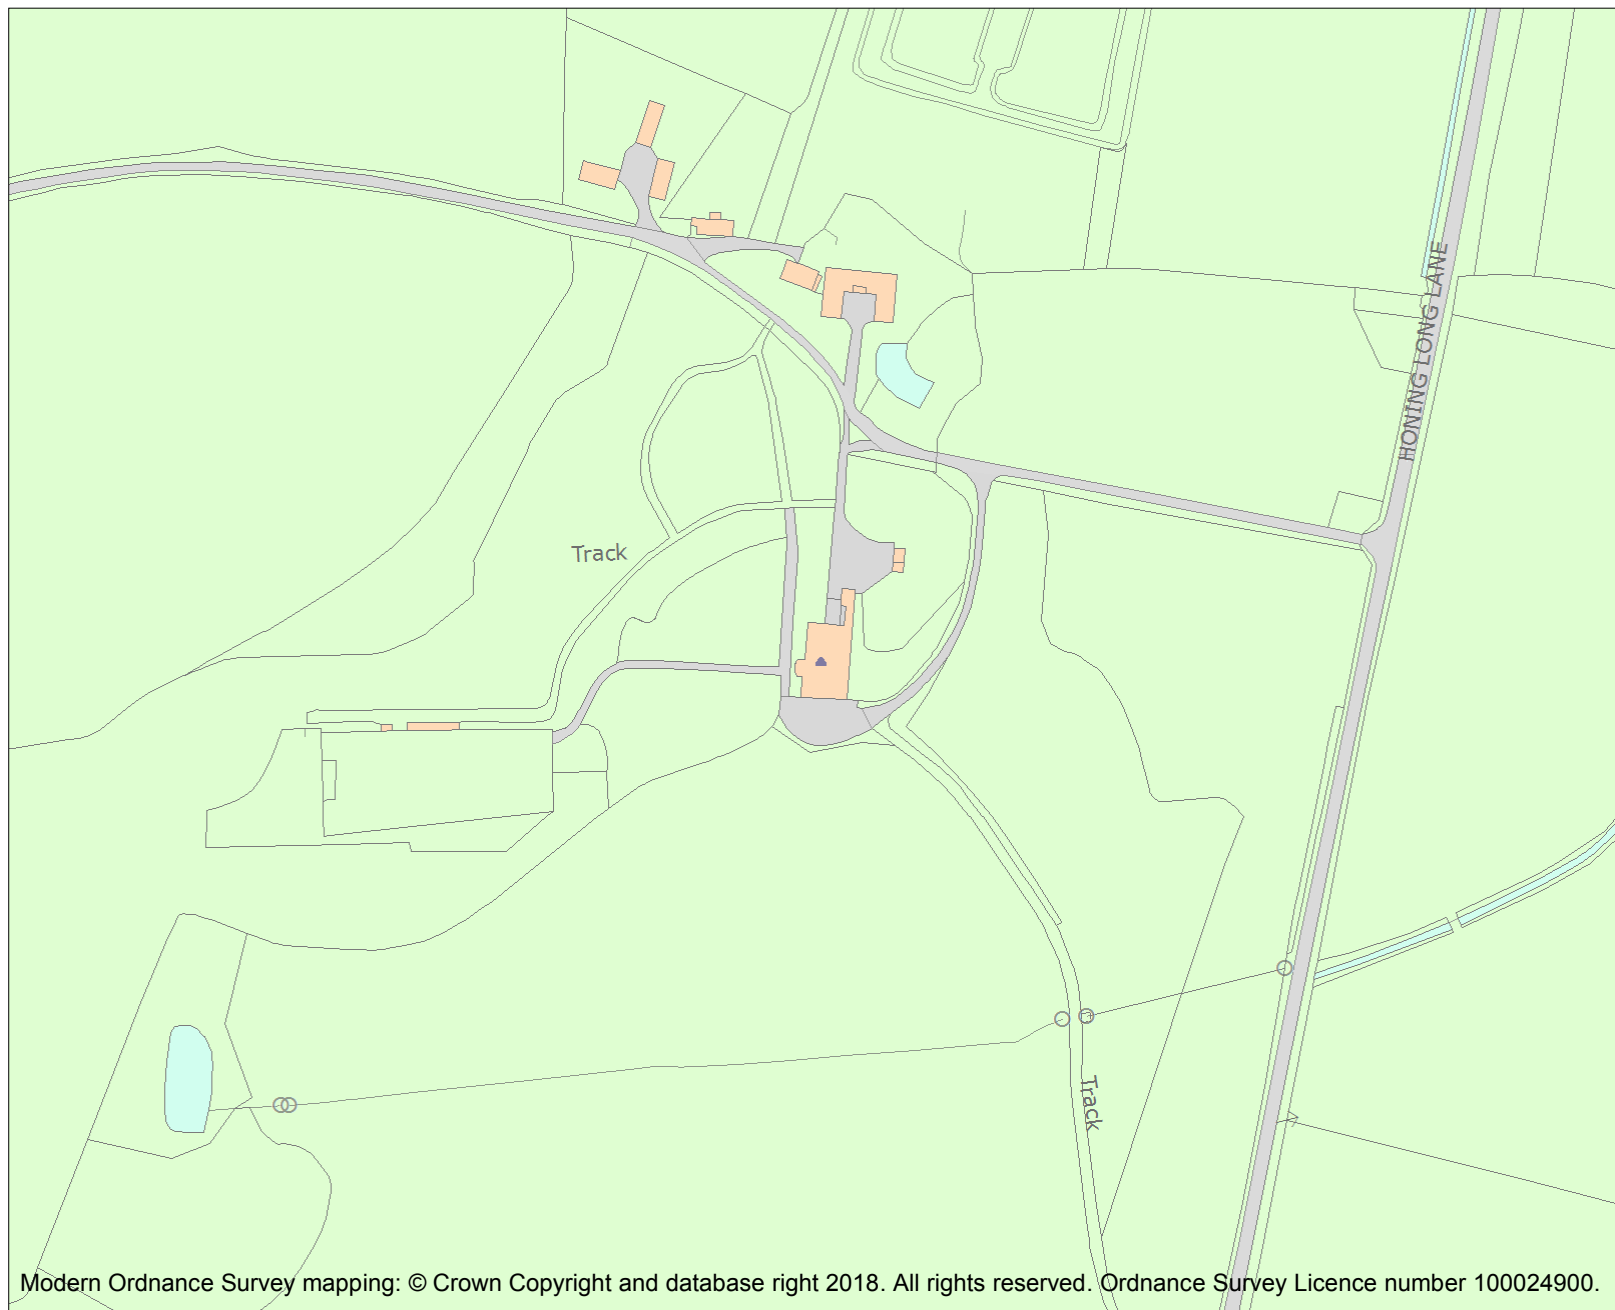 HONING LONG LANE
Track
Track
Modern Ordnance Survey mapping: © Crown Copyright and database right 2018. All rights reserved. Ordnance Survey Licence number 100024900.